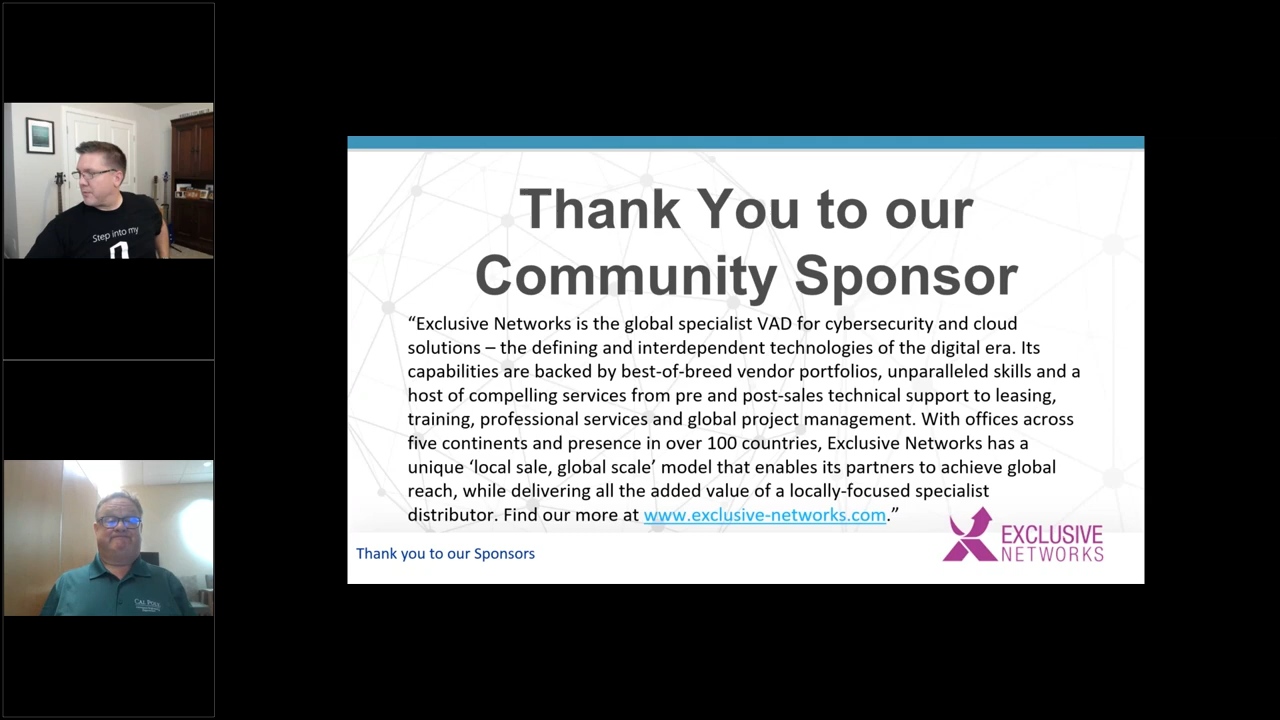 Step into my
Cal Poly
Thank You to our
Community Sponsor
“Exclusive Networks is the global specialist VAD for cybersecurity and cloud
solutions – the defining and interdependent technologies of the digital era. Its
capabilities are backed by best-of-breed vendor portfolios, unparalleled skills and a
host of compelling services from pre and post-sales technical support to leasing,
training, professional services and global project management. With offices across
five continents and presence in over 100 countries, Exclusive Networks has a
unique ‘local sale, global scale’ model that enables its partners to achieve global
reach, while delivering all the added value of a locally-focused specialist
distributor. Find our more at www.exclusive-networks.com.”
Thank you to our Sponsors
EXCLUSIVE
NETWORKS